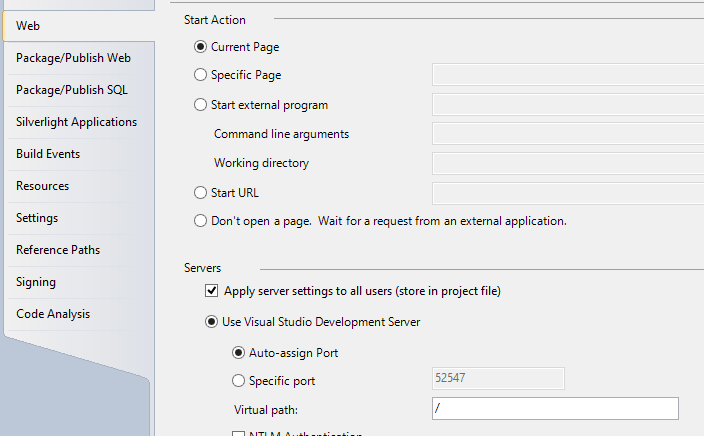 Web
Package/Publish Web
Package/Publish SQL
Silverlight Applications
Build Events
Resources
Settings
Reference Paths
Signing
Code Analysis
Start Action
Current Page
Specific Page
Start external program
Command line arguments
Working directory
Start URL
Don't open a page.  Wait for a request from an external application.
Servers
Apply server settings to all users (store in project file)
Use Visual Studio Development Server
Auto-assign Port
Specific port
52547
Virtual path:
/
NTLM Authentication